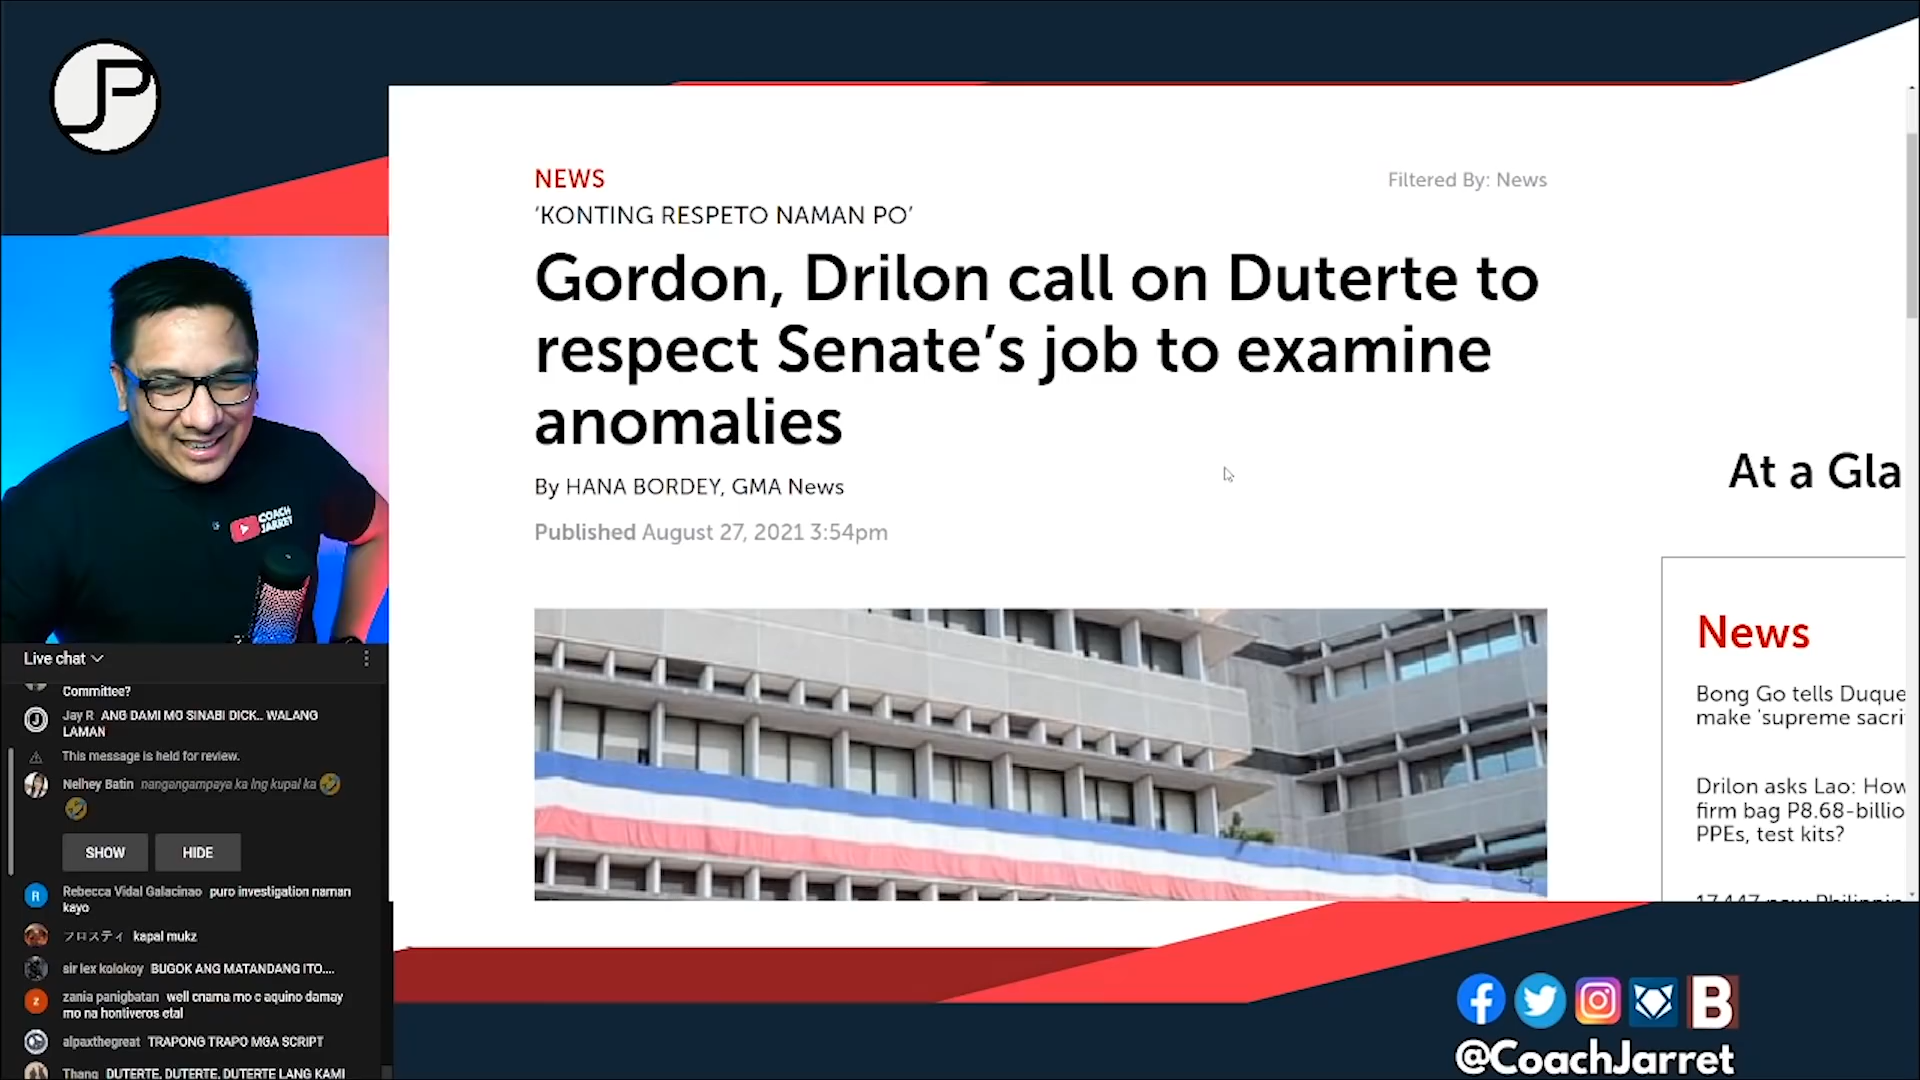 JP
NEWS
Filtered By: News
‘KONTING RESPETO NAMAN PO’
Gordon, Drilon call on Duterte to
respect Senate’s job to examine
anomalies
By HANA BORDEY, GMA News
Published August 27, 2021 3:54pm
At a Gla
News
Bong Go tells Duque
make 'supreme sacri
Drilon asks Lao: How
firm bag P8.68-billio
PPEs, test kits?
COACH
JARRET
Live chat
Committee?
Jay R ANG DAMI MO SINABI DICK.. WALANG
LAMAN
This message is held for review.
Nelhey Batin nangangampaya ka lng kupal ka 🤣
🤣
SHOW
HIDE
Rebecca Vidal Galacinao puro investigation naman
kayo
フロスティ kapal mukz
sir lex kolokoy BUGOK ANG MATANDANG ITO....
zania panigbatan well cnama mo c aquino damay
mo na hontiveros etal
alpaxthegreat TRAPONG TRAPO MGA SCRIPT
Thang DUTERTE, DUTERTE, DUTERTE LANG KAMI
@CoachJarret